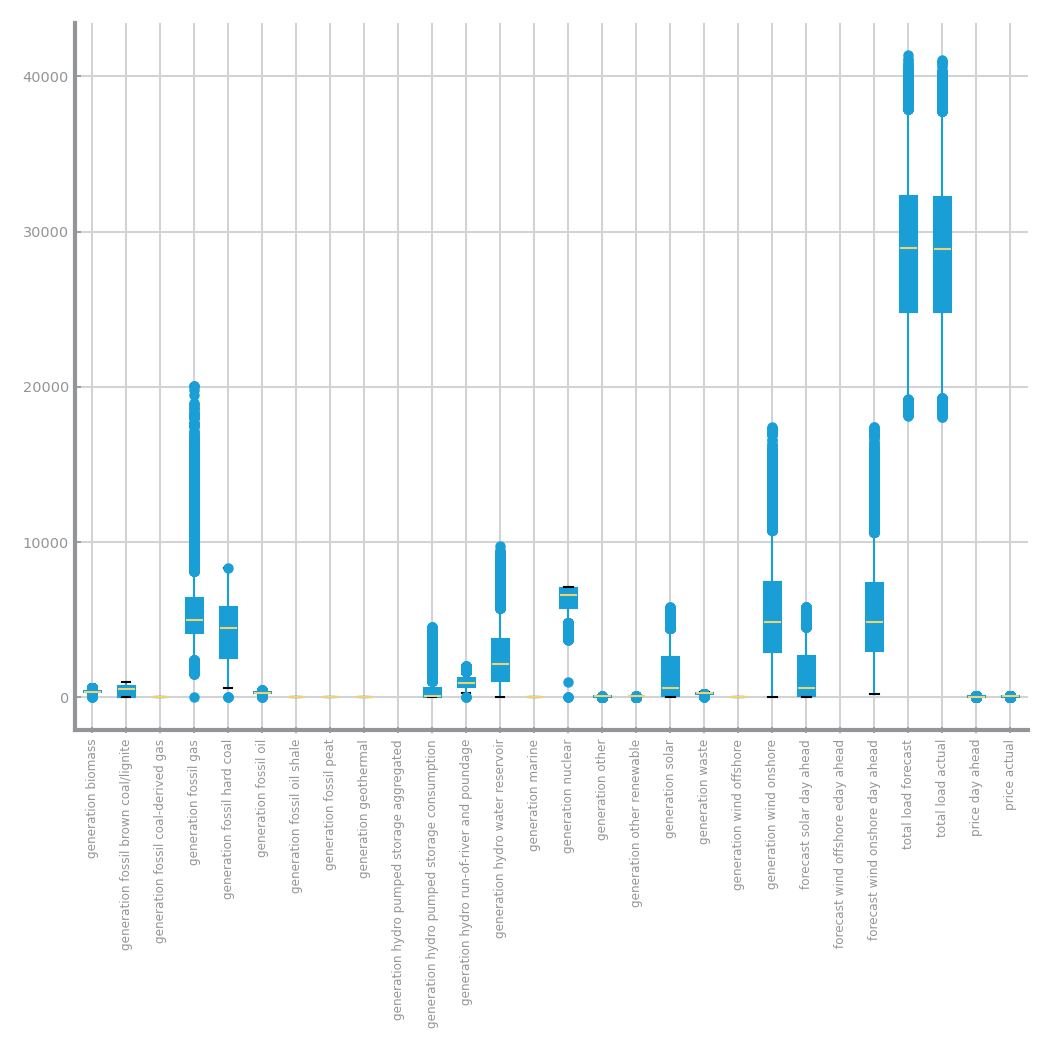 40000
30000
20000
10000
0
generation biomass
generation fossil brown coal/lignite
generation fossil coal-derived gas
generation fossil gas
generation fossil hard coal
generation fossil oil
generation fossil oil shale
generation fossil peat
generation geothermal
generation hydro pumped storage aggregated
generation hydro pumped storage consumption
generation hydro run-of-river and poundage
generation hydro water reservoir
generation marine
generation nuclear
generation other
generation other renewable
generation solar
generation waste
generation wind offshore
generation wind onshore
forecast solar day ahead
forecast wind offshore eday ahead
forecast wind onshore day ahead
total load forecast
total load actual
price day ahead
price actual